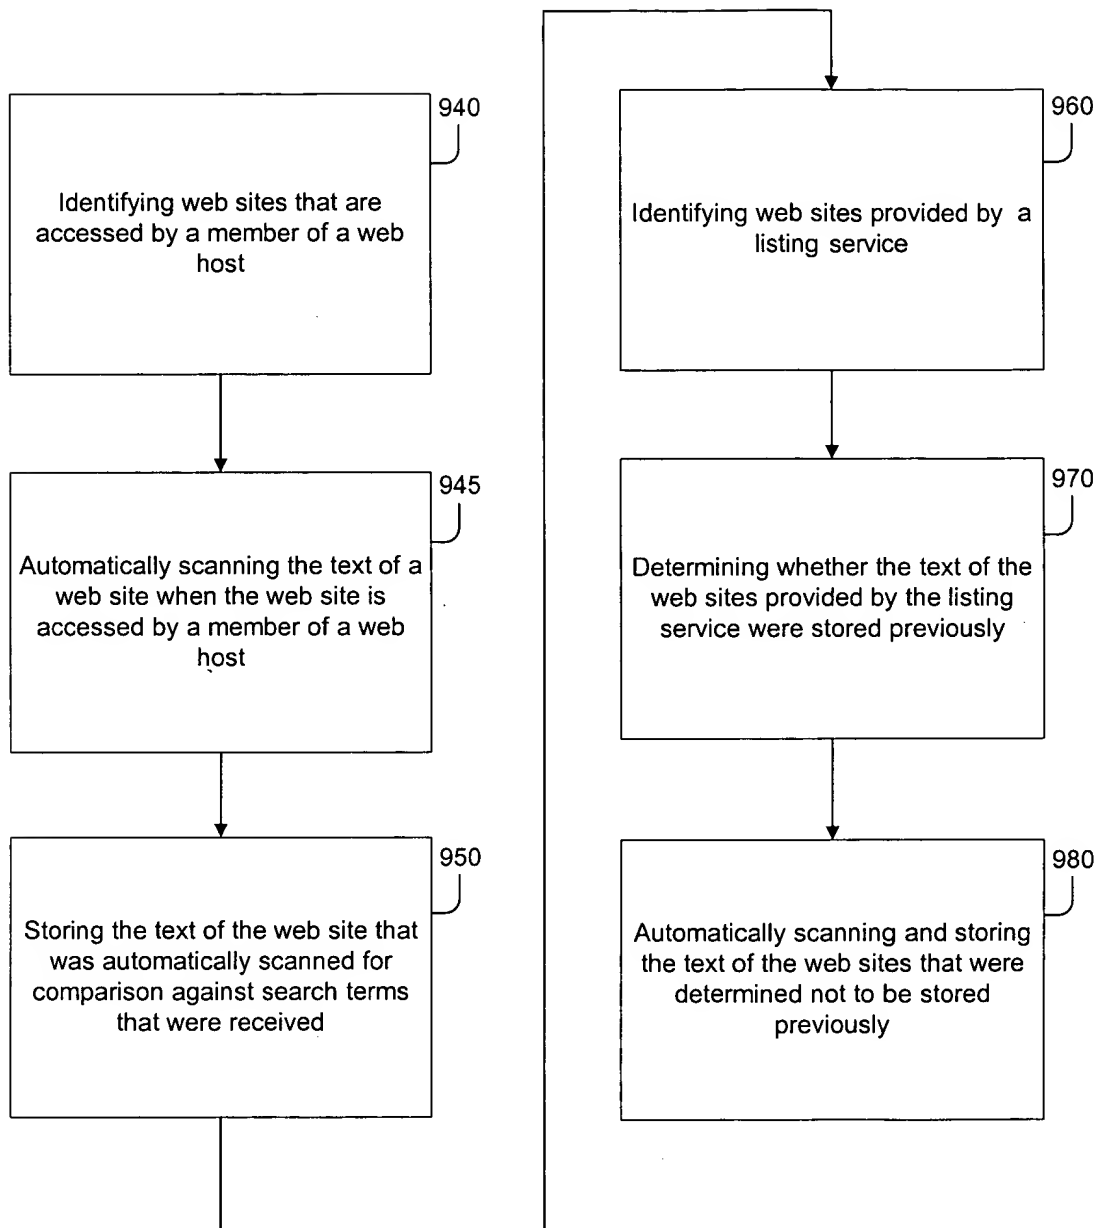 940
Identifying web sites that are
accessed by a member of a web
host
945
Automatically scanning the text of a
web site when the web site is
accessed by a member of a web
host
950
Storing the text of the web site that
was automatically scanned for
comparison against search terms
that were received
960
Identifying web sites provided by a
listing service
970
Determining whether the text of the
web sites provided by the listing
service were stored previously
980
Automatically scanning and storing
the text of the web sites that were
determined not to be stored
previously